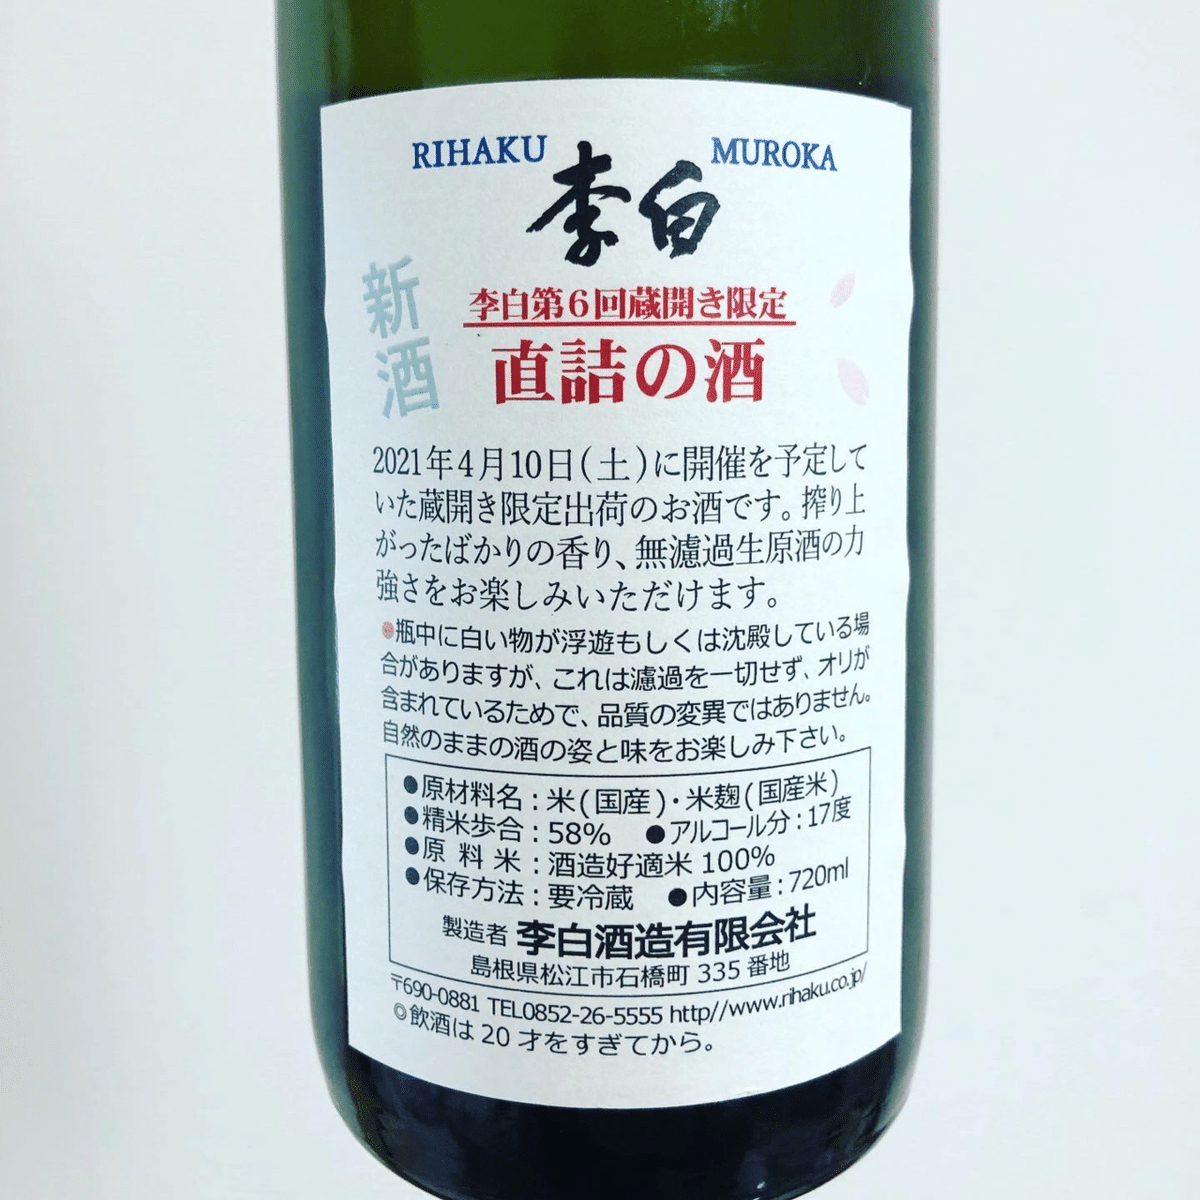 RIHAKU 李白 MUROKA
新酒
李白第6回蔵開き限定
直詰の酒
2021年4月10日(土)に開催を予定して
いた蔵開き限定出荷のお酒です。搾り上
がったばかりの香り、無濾過生原酒の力
強さをお楽しみいただけます。
●瓶中に白い物が浮遊もしくは沈殿している場
合がありますが、これは濾過を一切せず、オリが
含まれているためで、品質の変異ではありません。
自然のままの酒の姿と味をお楽しみ下さい。
●原材料名：米(国産)・米麹(国産米)
●精米歩合：58% ●アルコール分：17度
●原料米：酒造好適米 100%
●保存方法：要冷蔵 ●内容量：720ml
製造者 李白酒造有限会社
島根県松江市石橋町 335 番地
〒690-0881 TEL0852-26-5555 http//www.rihaku.co.jp/
◎飲酒は 20 才をすぎてから。